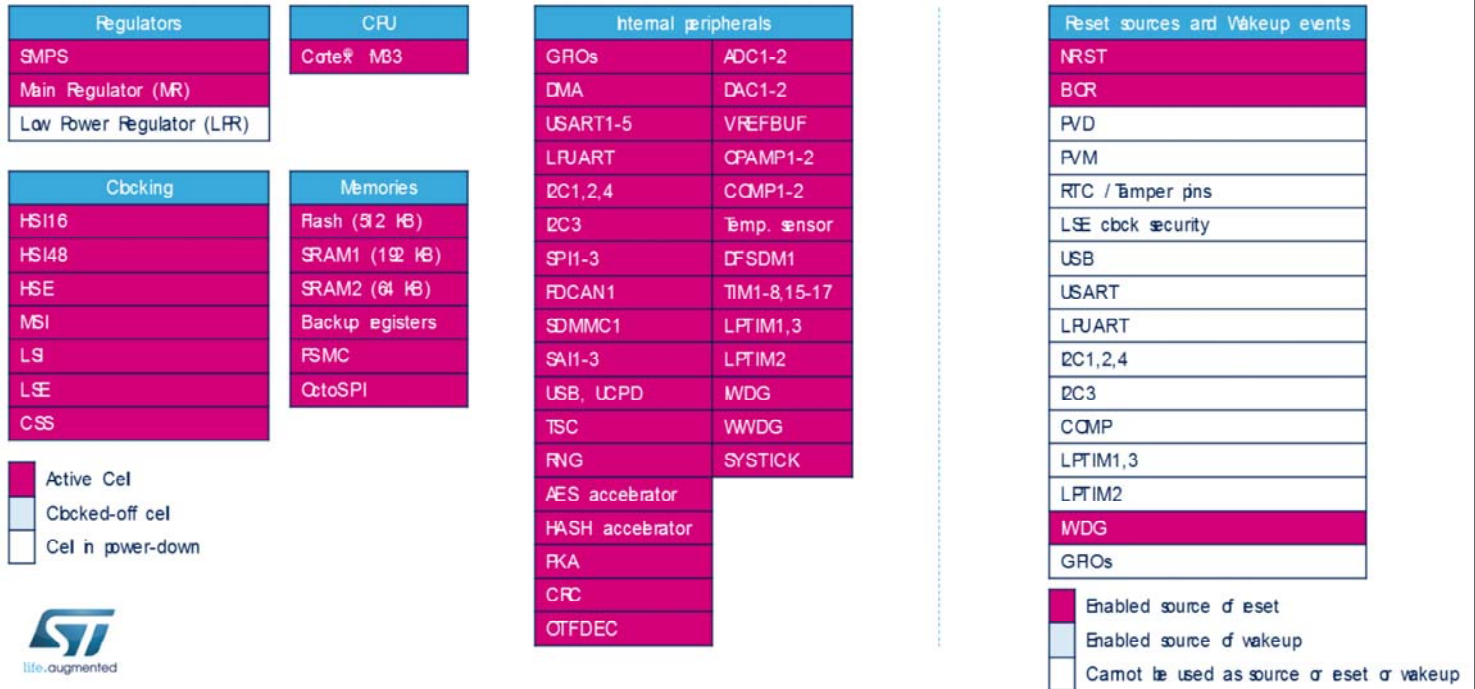 Regulators
SMPS
Main Regulator (MR)
Low Power Regulator (LPR)
CPU
Cortex® M33
Clocking
HSI16
HSI48
HSE
MSI
LSI
LSE
CSS
Memories
Flash (512 KB)
SRAM1 (192 KB)
SRAM2 (64 KB)
Backup registers
FSMC
OctoSPI
Active Cell
Clocked-off cell
Cell in power-down
Internal peripherals
GPIOs ADC1-2
DMA DAC1-2
USART1-5 VREFBUF
LPUART OPAMP1-2
I2C1,2,4 COMP1-2
I2C3 Temp. sensor
SPI1-3 DFSDM1
FDCAN1 TIM1-8,15-17
SDMMC1 LPTIM1,3
SAI1-3 LPTIM2
USB, UCPD IWDG
TSC WWDG
RNG SYSTICK
AES accelerator
HASH accelerator
PKA
CRC
OTFDEC
Reset sources and Wakeup events
NRST
BOR
PVD
PVM
RTC / Tamper pins
LSE clock security
USB
USART
LPUART
I2C1,2,4
I2C3
COMP
LPTIM1,3
LPTIM2
IWDG
GPIOs
Enabled source of reset
Enabled source of wakeup
Cannot be used as source or reset or wakeup
ST
life.augmented